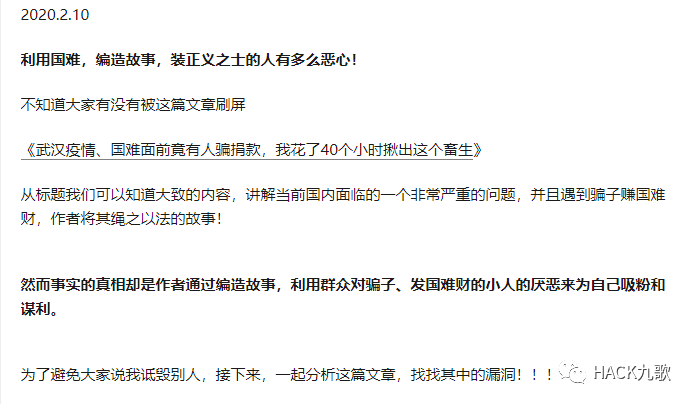 2020.2.10
利用国难，编造故事，装正义之士的人有多么恶心！
不知道大家有没有被这篇文章刷屏
《武汉疫情、国难面前竟有人骗捐款，我花了40个小时揪出这个畜生》
从标题我们可以知道大致的内容，讲解当前国内面临的一个非常严重的问题，并且遇到骗子赚国难
财，作者将其绳之以法的故事！
然而事实的真相却是作者通过编造故事，利用群众对骗子、发国难财的小人的厌恶来为自己吸粉和
谋利。
为了避免大家说我诋毁别人，接下来，一起分析这篇文章，找找其中的漏洞！！！
HACK九歌